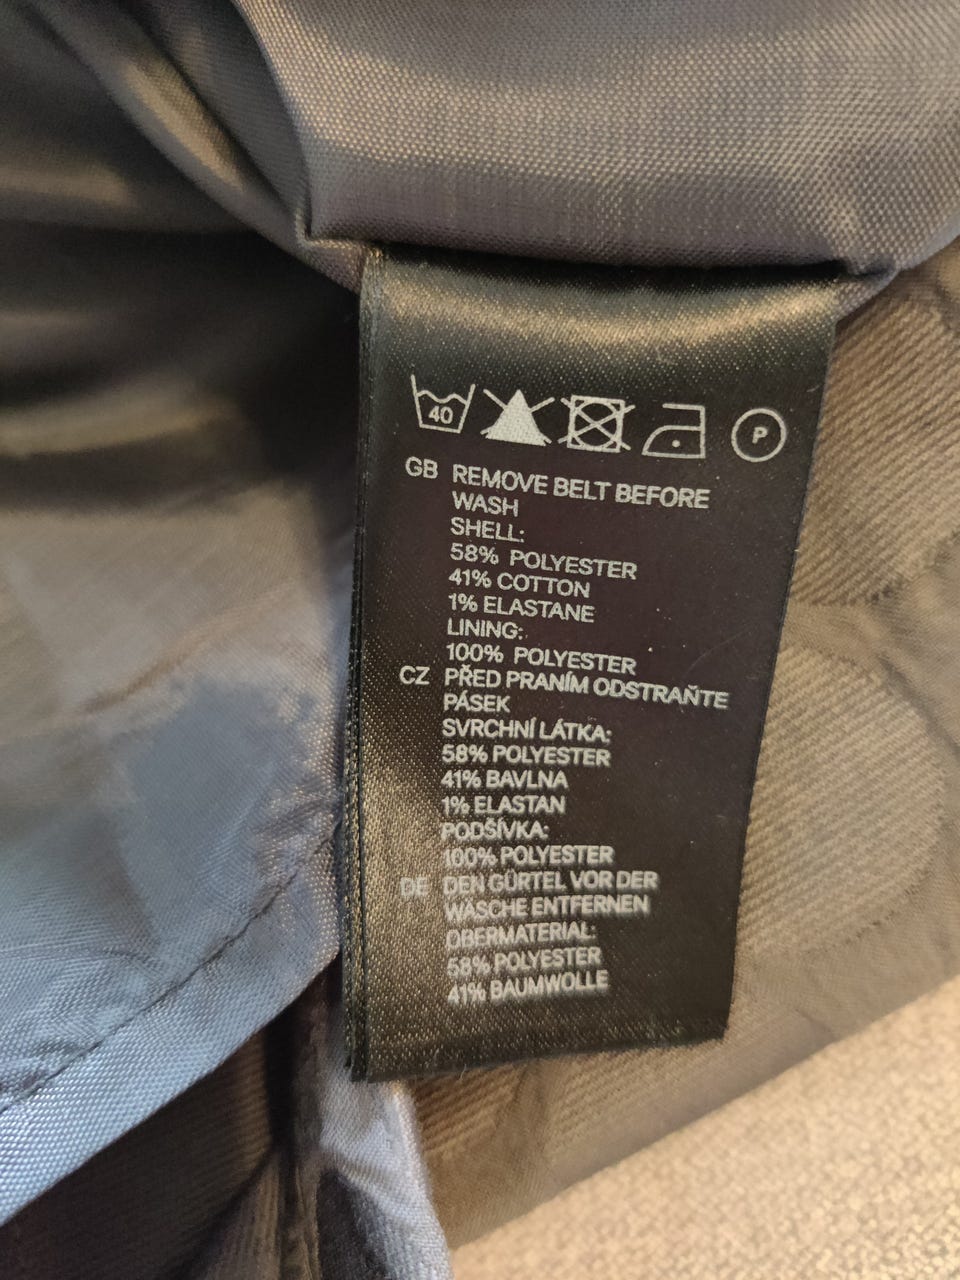 40
P
GB REMOVE BELT BEFORE
WASH
SHELL:
58% POLYESTER
41% COTTON
1% ELASTANE
LINING:
100% POLYESTER
CZ PŘED PRANÍM ODSTRAŇTE
PÁSEK
SVRCHNÍ LÁTKA:
58% POLYESTER
41% BAVLNA
1% ELASTAN
PODŠÍVKA:
100% POLYESTER
DE DEN GÜRTEL VOR DER
WÄSCHE ENTFERNEN
OBERMATERIAL:
58% POLYESTER
41% BAUMWOLLE